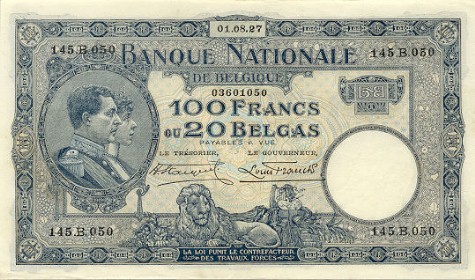 01.08.27
145.B.050 145.B.050
BANQUE NATIONALE
DE BELGIQUE
03601050
100 FRANCS
OU 20 BELGAS
PAYABLES A VUE
LE TRÉSORIER, LE GOUVERNEUR,
145.B.050 145.B.050
LA LOI PUNIT LE CONTREFACTEUR
DES TRAVAUX FORCÉS